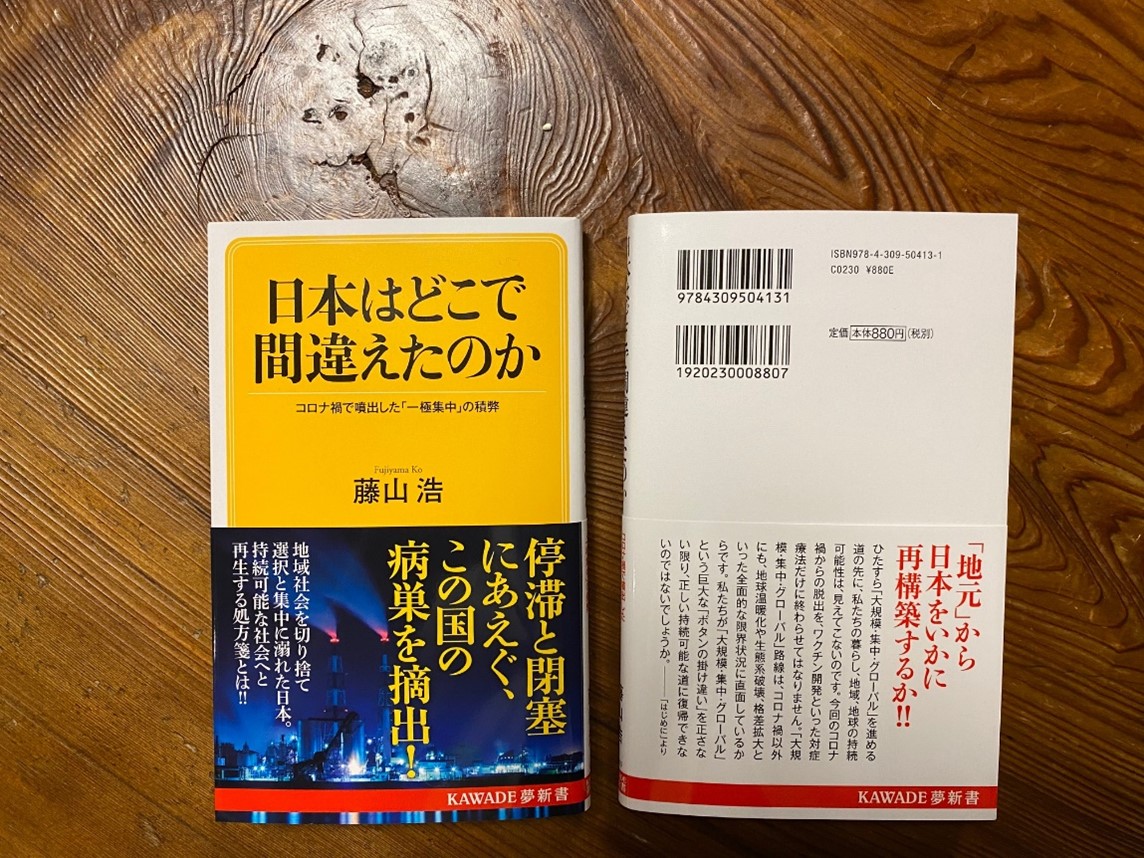 日本はどこで
間違えたのか
コロナ禍で噴出した「一極集中」の積弊
Fujiyama Ko
藤山 浩
停滞と閉塞
にあえぐ、
この国の
病巣を摘出!
地域社会を切り捨て
選択と集中に溺れた日本。
持続可能な社会へと
再生する処方箋とは!!
KAWADE夢新書
9784309504131
ISBN978-4-309-50413-1
C0230 ¥880E
1920230008807
定価 本体880円 (税別)
「地元」から
日本をいかに
再構築するか!!
ひたすら「大規模・集中・グローバル」を進める
道の先に、私たちの暮らし、地域、地球の持続
可能性は、見えてこないのです。今回のコロナ
禍からの脱出を、ワクチン開発といった対症
療法だけに終わらせてはなりません。「大規
模・集中・グローバル」路線は、コロナ禍以外
にも、地球温暖化や生態系破壊、格差拡大と
いった全面的な限界状況に直面しているか
らです。私たちが「大規模・集中・グローバル」
という巨大な「ボタンの掛け違い」を正さな
い限り、正しい持続可能な道に復帰できな
いのではないでしょうか。――「はじめに」より
KAWADE夢新書